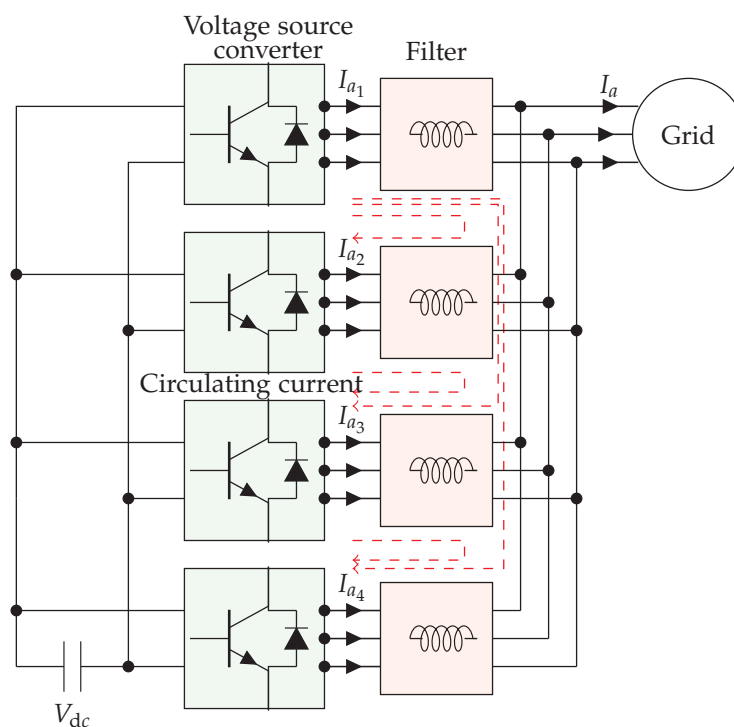 Voltage source
converter
Filter
I_{a_1}
I_a
Grid
I_{a_2}
Circulating current
I_{a_3}
I_{a_4}
V_{dc}